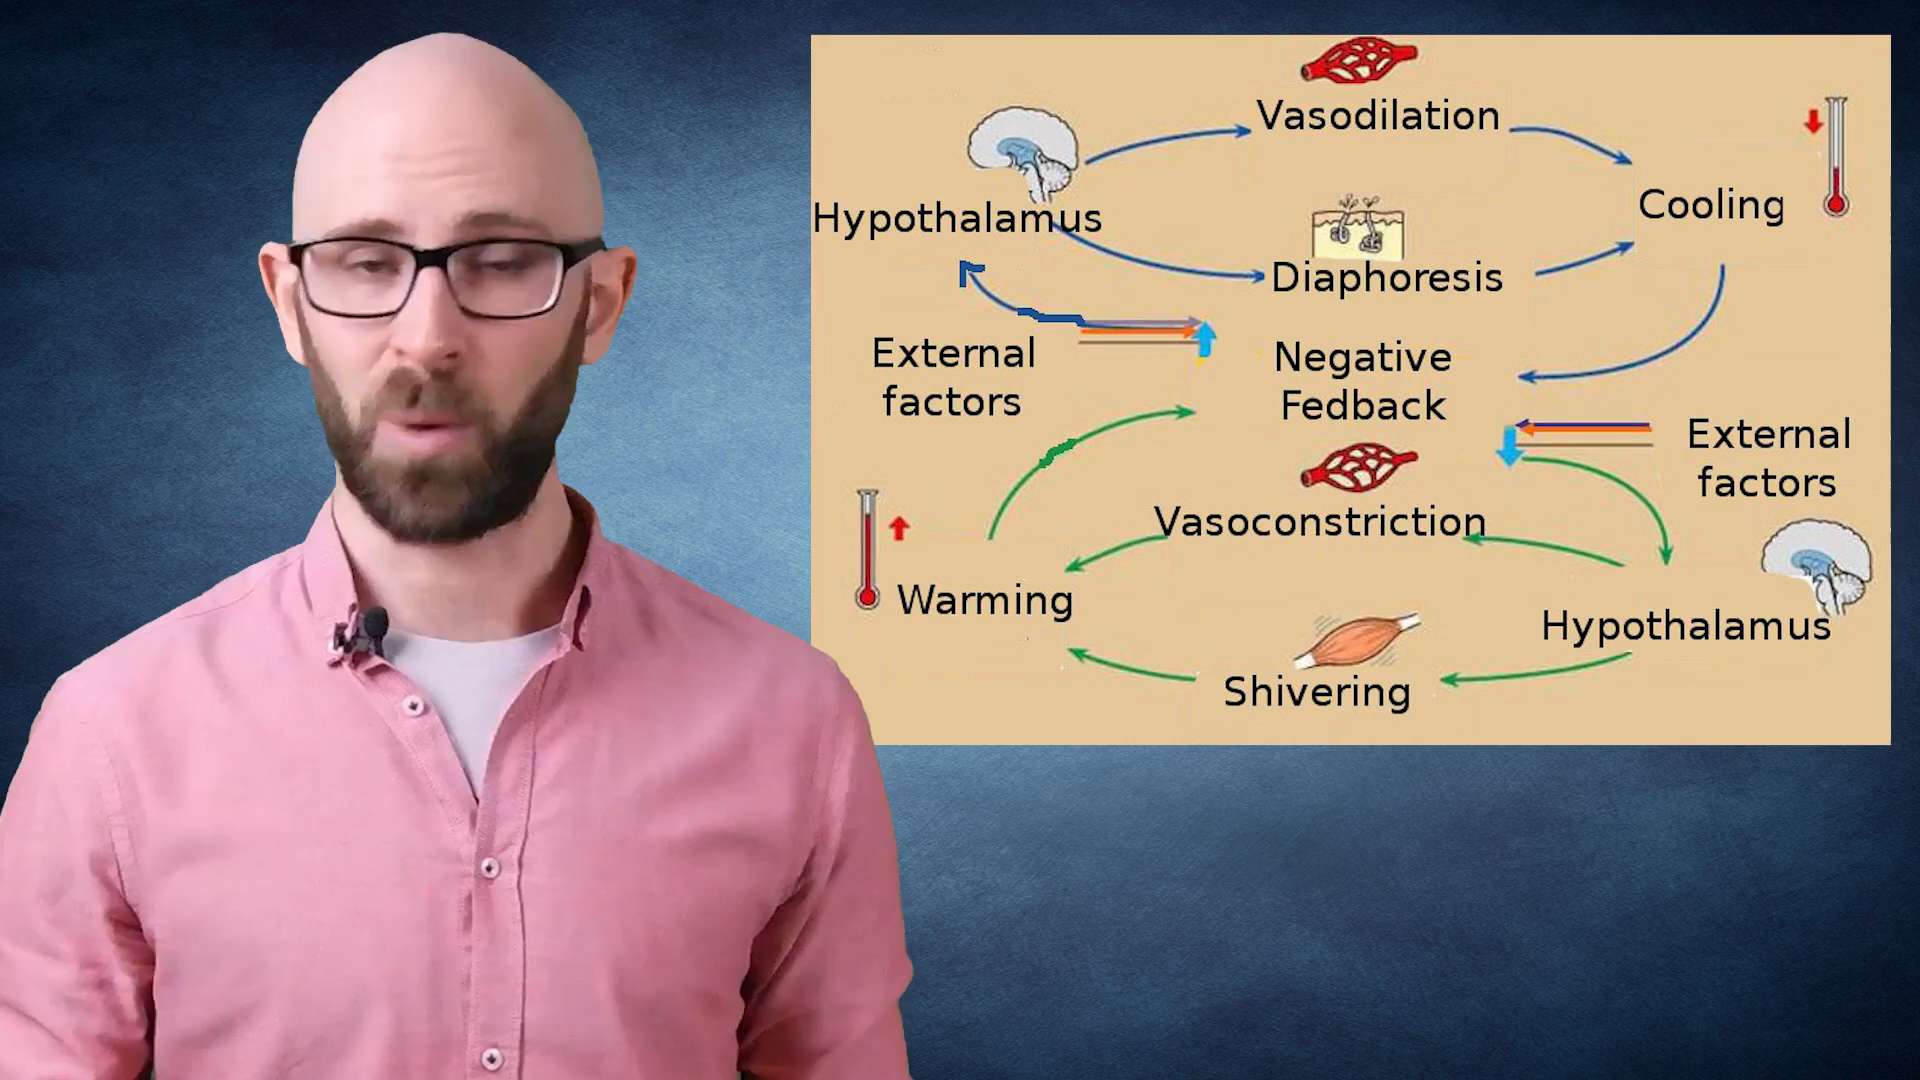 Vasodilation
Cooling
Hypothalamus
Diaphoresis
External
factors
Negative
Fedback
External
factors
Vasoconstriction
Warming
Hypothalamus
Shivering